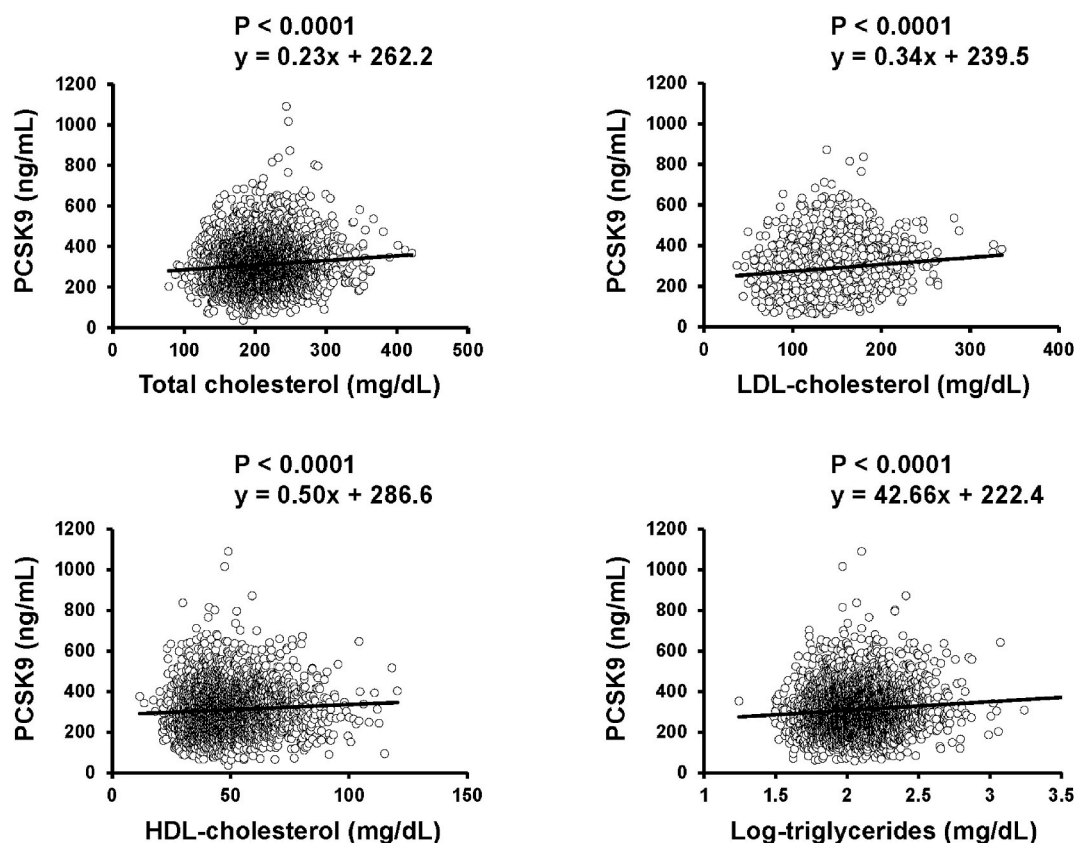 P < 0.0001
y = 0.23x + 262.2
1200
1000
800
600
400
200
0
PCSK9 (ng/mL)
0 100 200 300 400 500
Total cholesterol (mg/dL)
P < 0.0001
y = 0.34x + 239.5
1200
1000
800
600
400
200
0
PCSK9 (ng/mL)
0 100 200 300 400
LDL-cholesterol (mg/dL)
P < 0.0001
y = 0.50x + 286.6
1200
1000
800
600
400
200
0
PCSK9 (ng/mL)
0 50 100 150
HDL-cholesterol (mg/dL)
P < 0.0001
y = 42.66x + 222.4
1200
1000
800
600
400
200
0
PCSK9 (ng/mL)
1 1.5 2 2.5 3 3.5
Log-triglycerides (mg/dL)